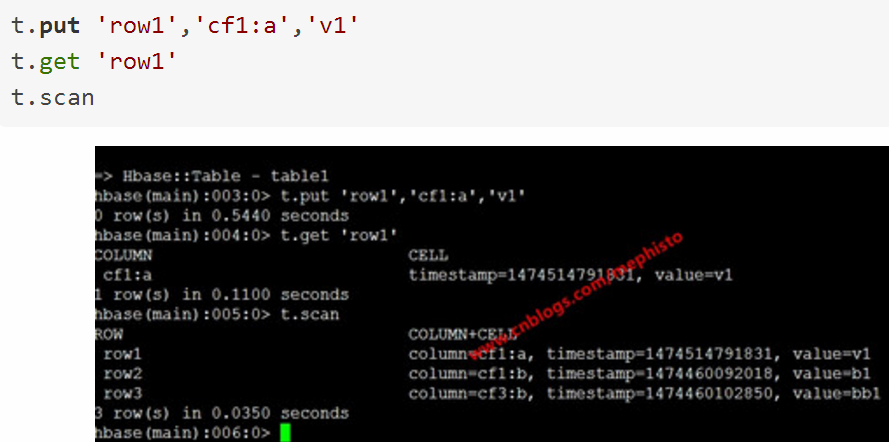 t.put 'row1','cf1:a','v1'
t.get 'row1'
t.scan
=> Hbase::Table - table1
hbase(main):003:0> t.put 'row1','cf1:a','v1'
0 row(s) in 0.5440 seconds
hbase(main):004:0> t.get 'row1'
COLUMN CELL
cf1:a timestamp=1474514791831, value=v1
1 row(s) in 0.1100 seconds
hbase(main):005:0> t.scan
ROW COLUMN+CELL
row1 column=cf1:a, timestamp=1474514791831, value=v1
row2 column=cf1:b, timestamp=1474460092018, value=b1
row3 column=cf3:b, timestamp=1474460102850, value=bb1
3 row(s) in 0.0350 seconds
hbase(main):006:0>
www.cnblogs.com/mephisto